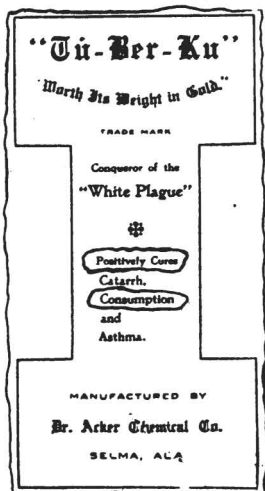 "Tú-Ber-Ku"
"Worth Its Weight in Gold."
TRADE MARK
Conqueror of the
"White Plague"
Positively Cures
Catarrh,
Consumption
and
Asthma.
MANUFACTURED BY
Dr. Acker Chemical Co.
SELMA, ALA